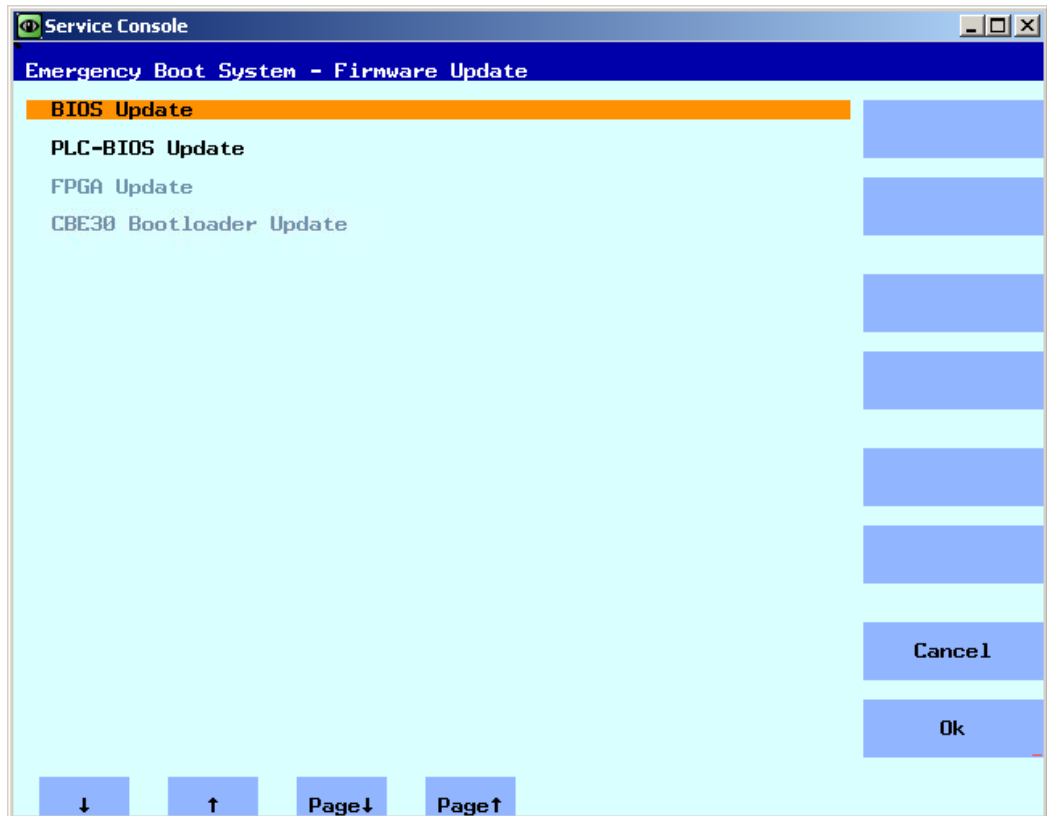 Service Console
Emergency Boot System - Firmware Update
BIOS Update
PLC-BIOS Update
FPGA Update
CBE30 Bootloader Update
Cancel
Ok
↓ ↑ Page↓ Page↑